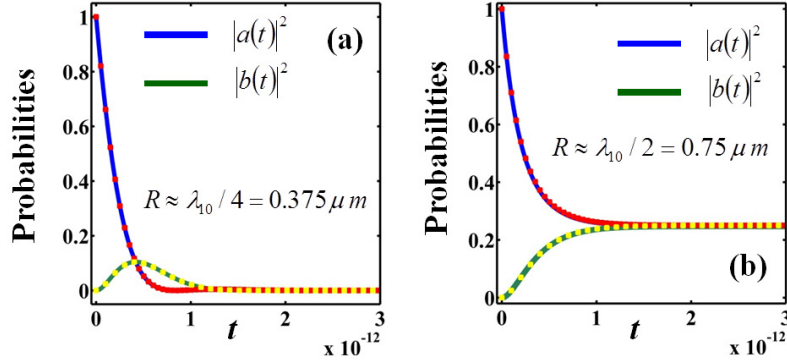 Probabilities
1
0.8
0.6
0.4
0.2
0
|a(t)|²
(a)
|b(t)|²
R ≈ λ₁₀ / 4 = 0.375 μm
0 1 2 3
t
x 10⁻¹²
Probabilities
1
0.8
0.6
0.4
0.2
0
|a(t)|²
|b(t)|²
R ≈ λ₁₀ / 2 = 0.75 μm
(b)
0 1 2 3
t
x 10⁻¹²